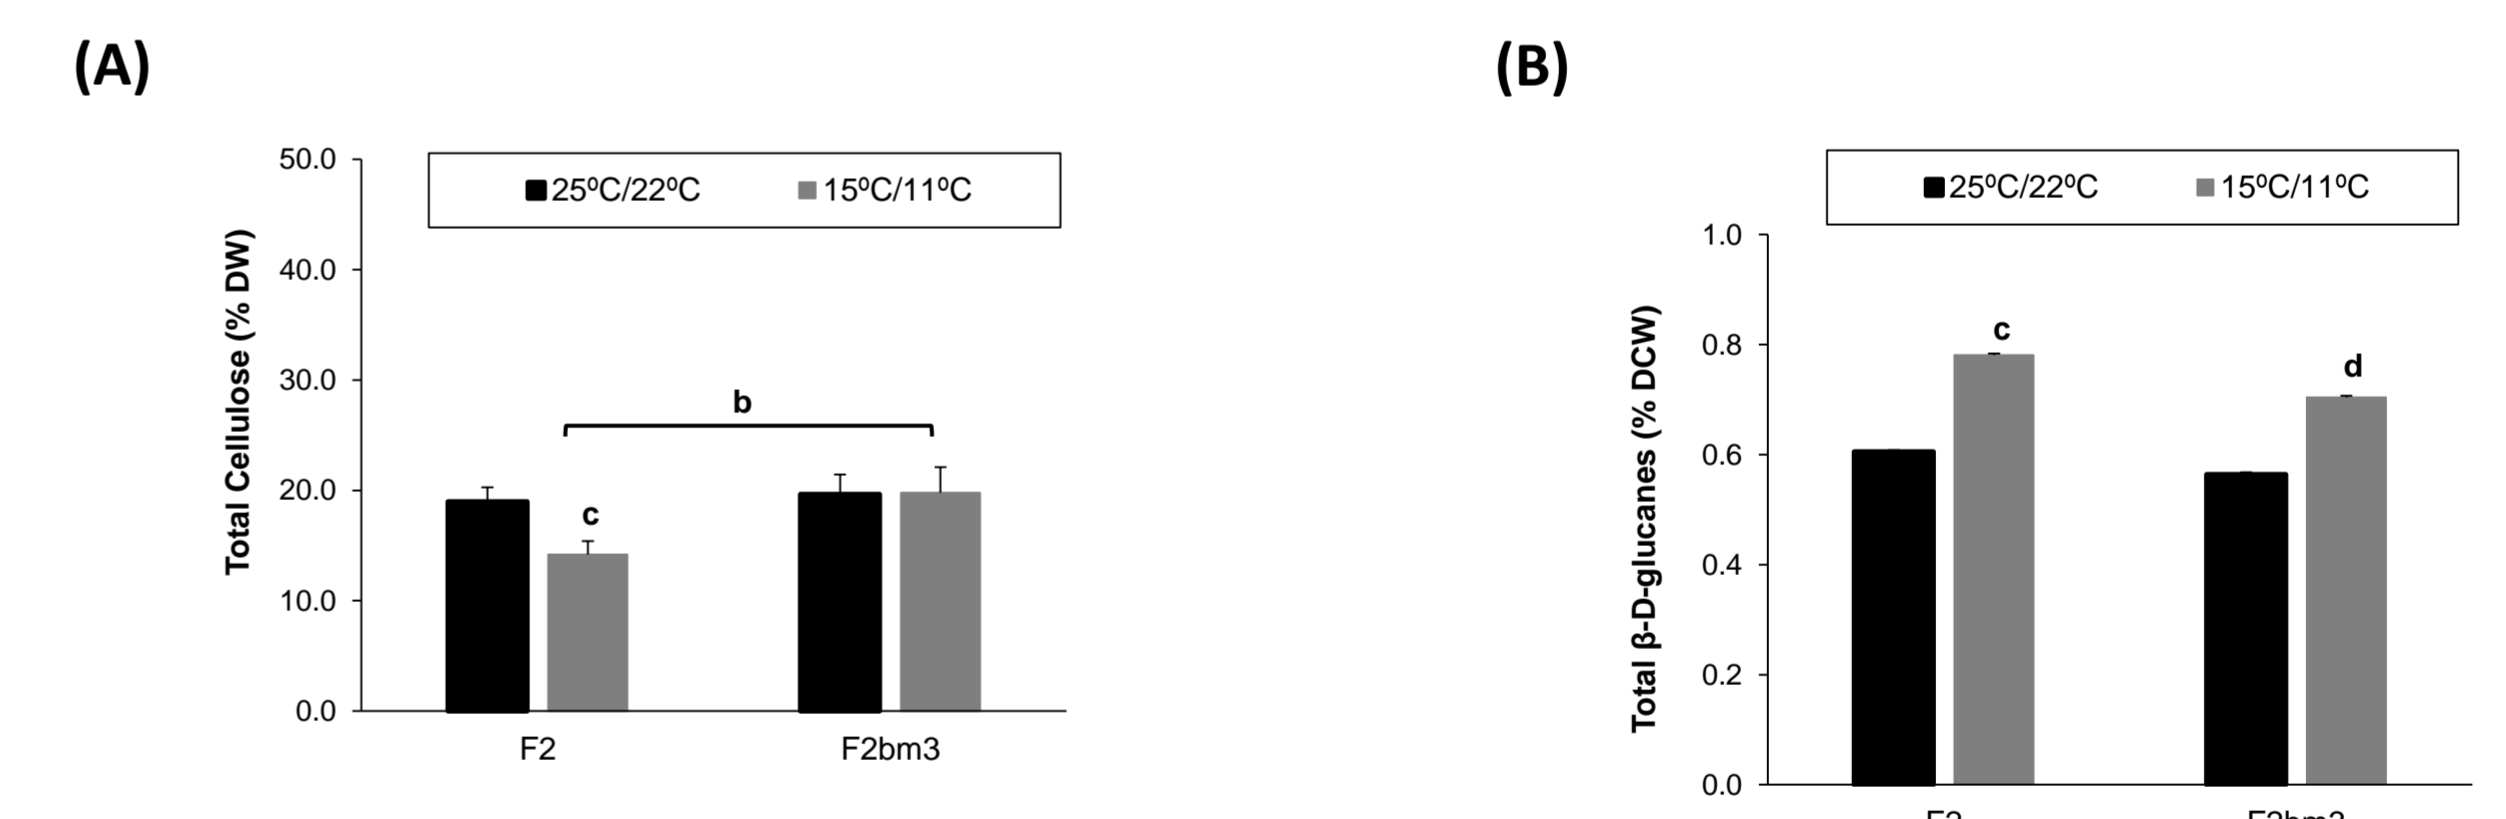 (A)
25ºC/22ºC 15ºC/11ºC
Total Cellulose (% DW)
50.0
40.0
30.0
20.0
10.0
0.0
b
c
F2 F2bm3
(B)
25ºC/22ºC 15ºC/11ºC
Total β-D-glucanes (% DCW)
1.0
0.8
0.6
0.4
0.2
0.0
c
d
F2 F2bm3